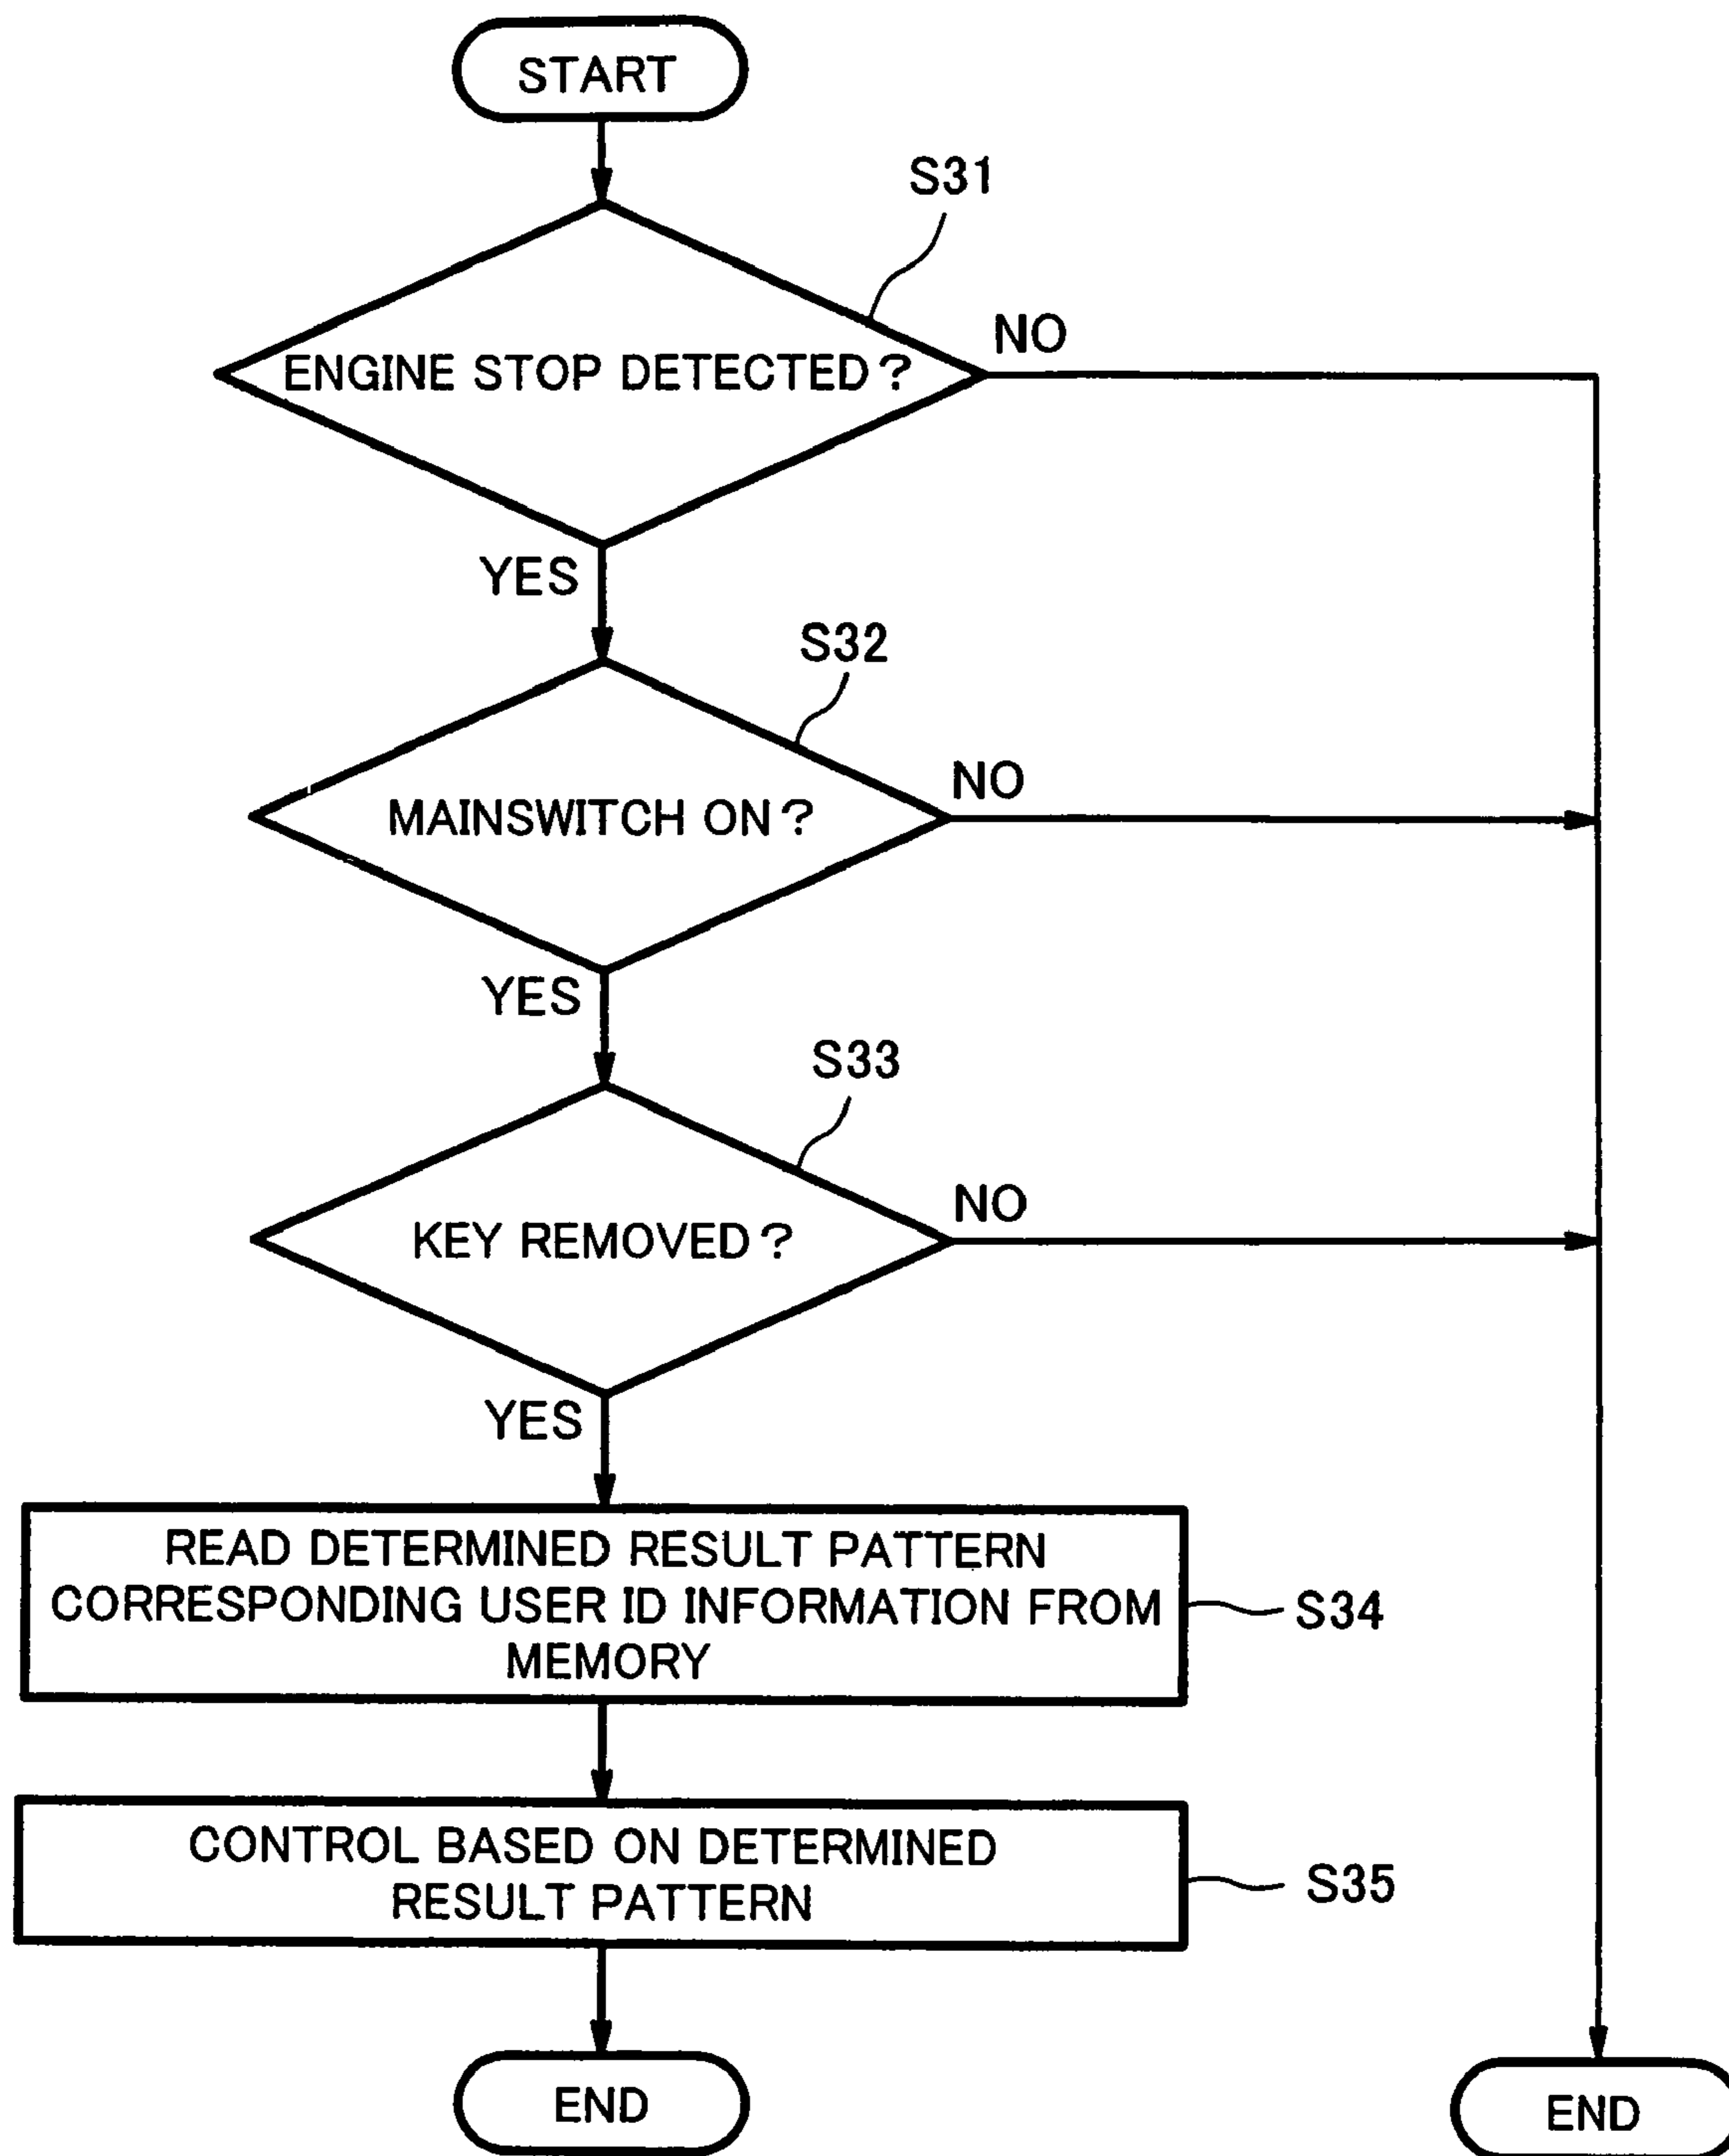 START
S31
ENGINE STOP DETECTED?
NO
YES
S32
MAINSWITCH ON?
NO
YES
S33
KEY REMOVED?
NO
YES
READ DETERMINED RESULT PATTERN
CORRESPONDING USER ID INFORMATION FROM
MEMORY
S34
CONTROL BASED ON DETERMINED
RESULT PATTERN
S35
END
END